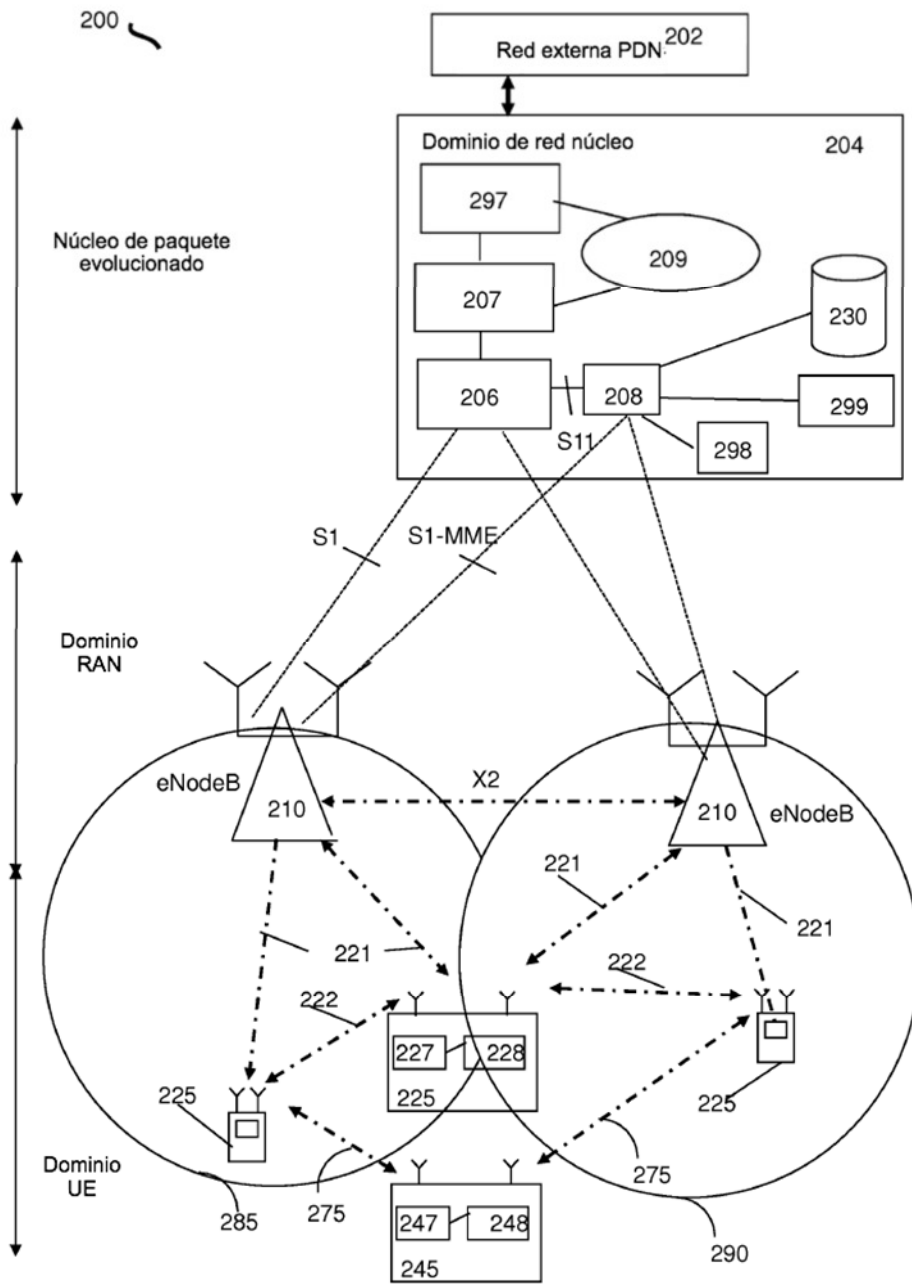 200
Red externa PDN 202
Dominio de red núcleo
204
297
209
Núcleo de paquete
evolucionado
207
230
206
208
299
S11
298
S1
S1-MME
Dominio
RAN
eNodeB
210
X2
210
eNodeB
221
221
221
222
222
227
228
225
225
225
Dominio
UE
285
275
247
248
245
275
290